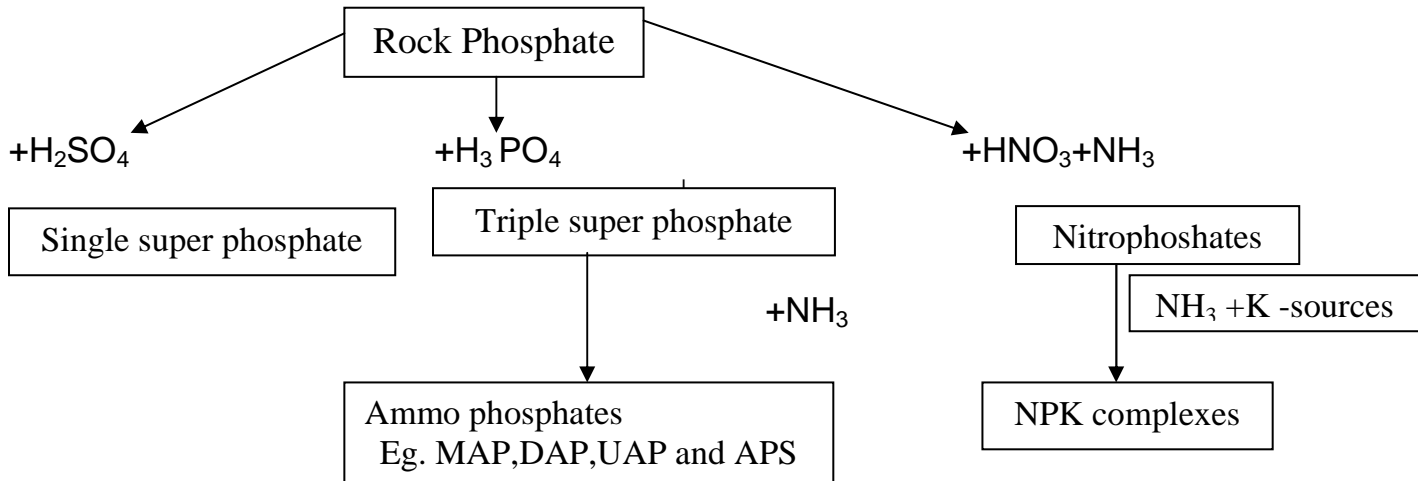 Rock Phosphate
+H₂SO₄
+H₃ PO₄
+HNO₃+NH₃
Single super phosphate
Triple super phosphate
Nitrophoshates
+NH₃
NH₃ +K -sources
Ammo phosphates
Eg. MAP,DAP,UAP and APS
NPK complexes